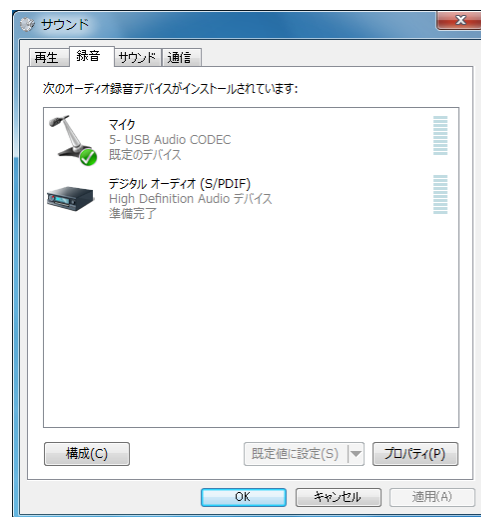 サウンド
再生 録音 サウンド 通信
次のオーディオ録音デバイスがインストールされています:
マイク
5- USB Audio CODEC
既定のデバイス
デジタル オーディオ (S/PDIF)
High Definition Audio デバイス
準備完了
構成(C) 既定値に設定(S) プロパティ(P)
OK キャンセル 適用(A)